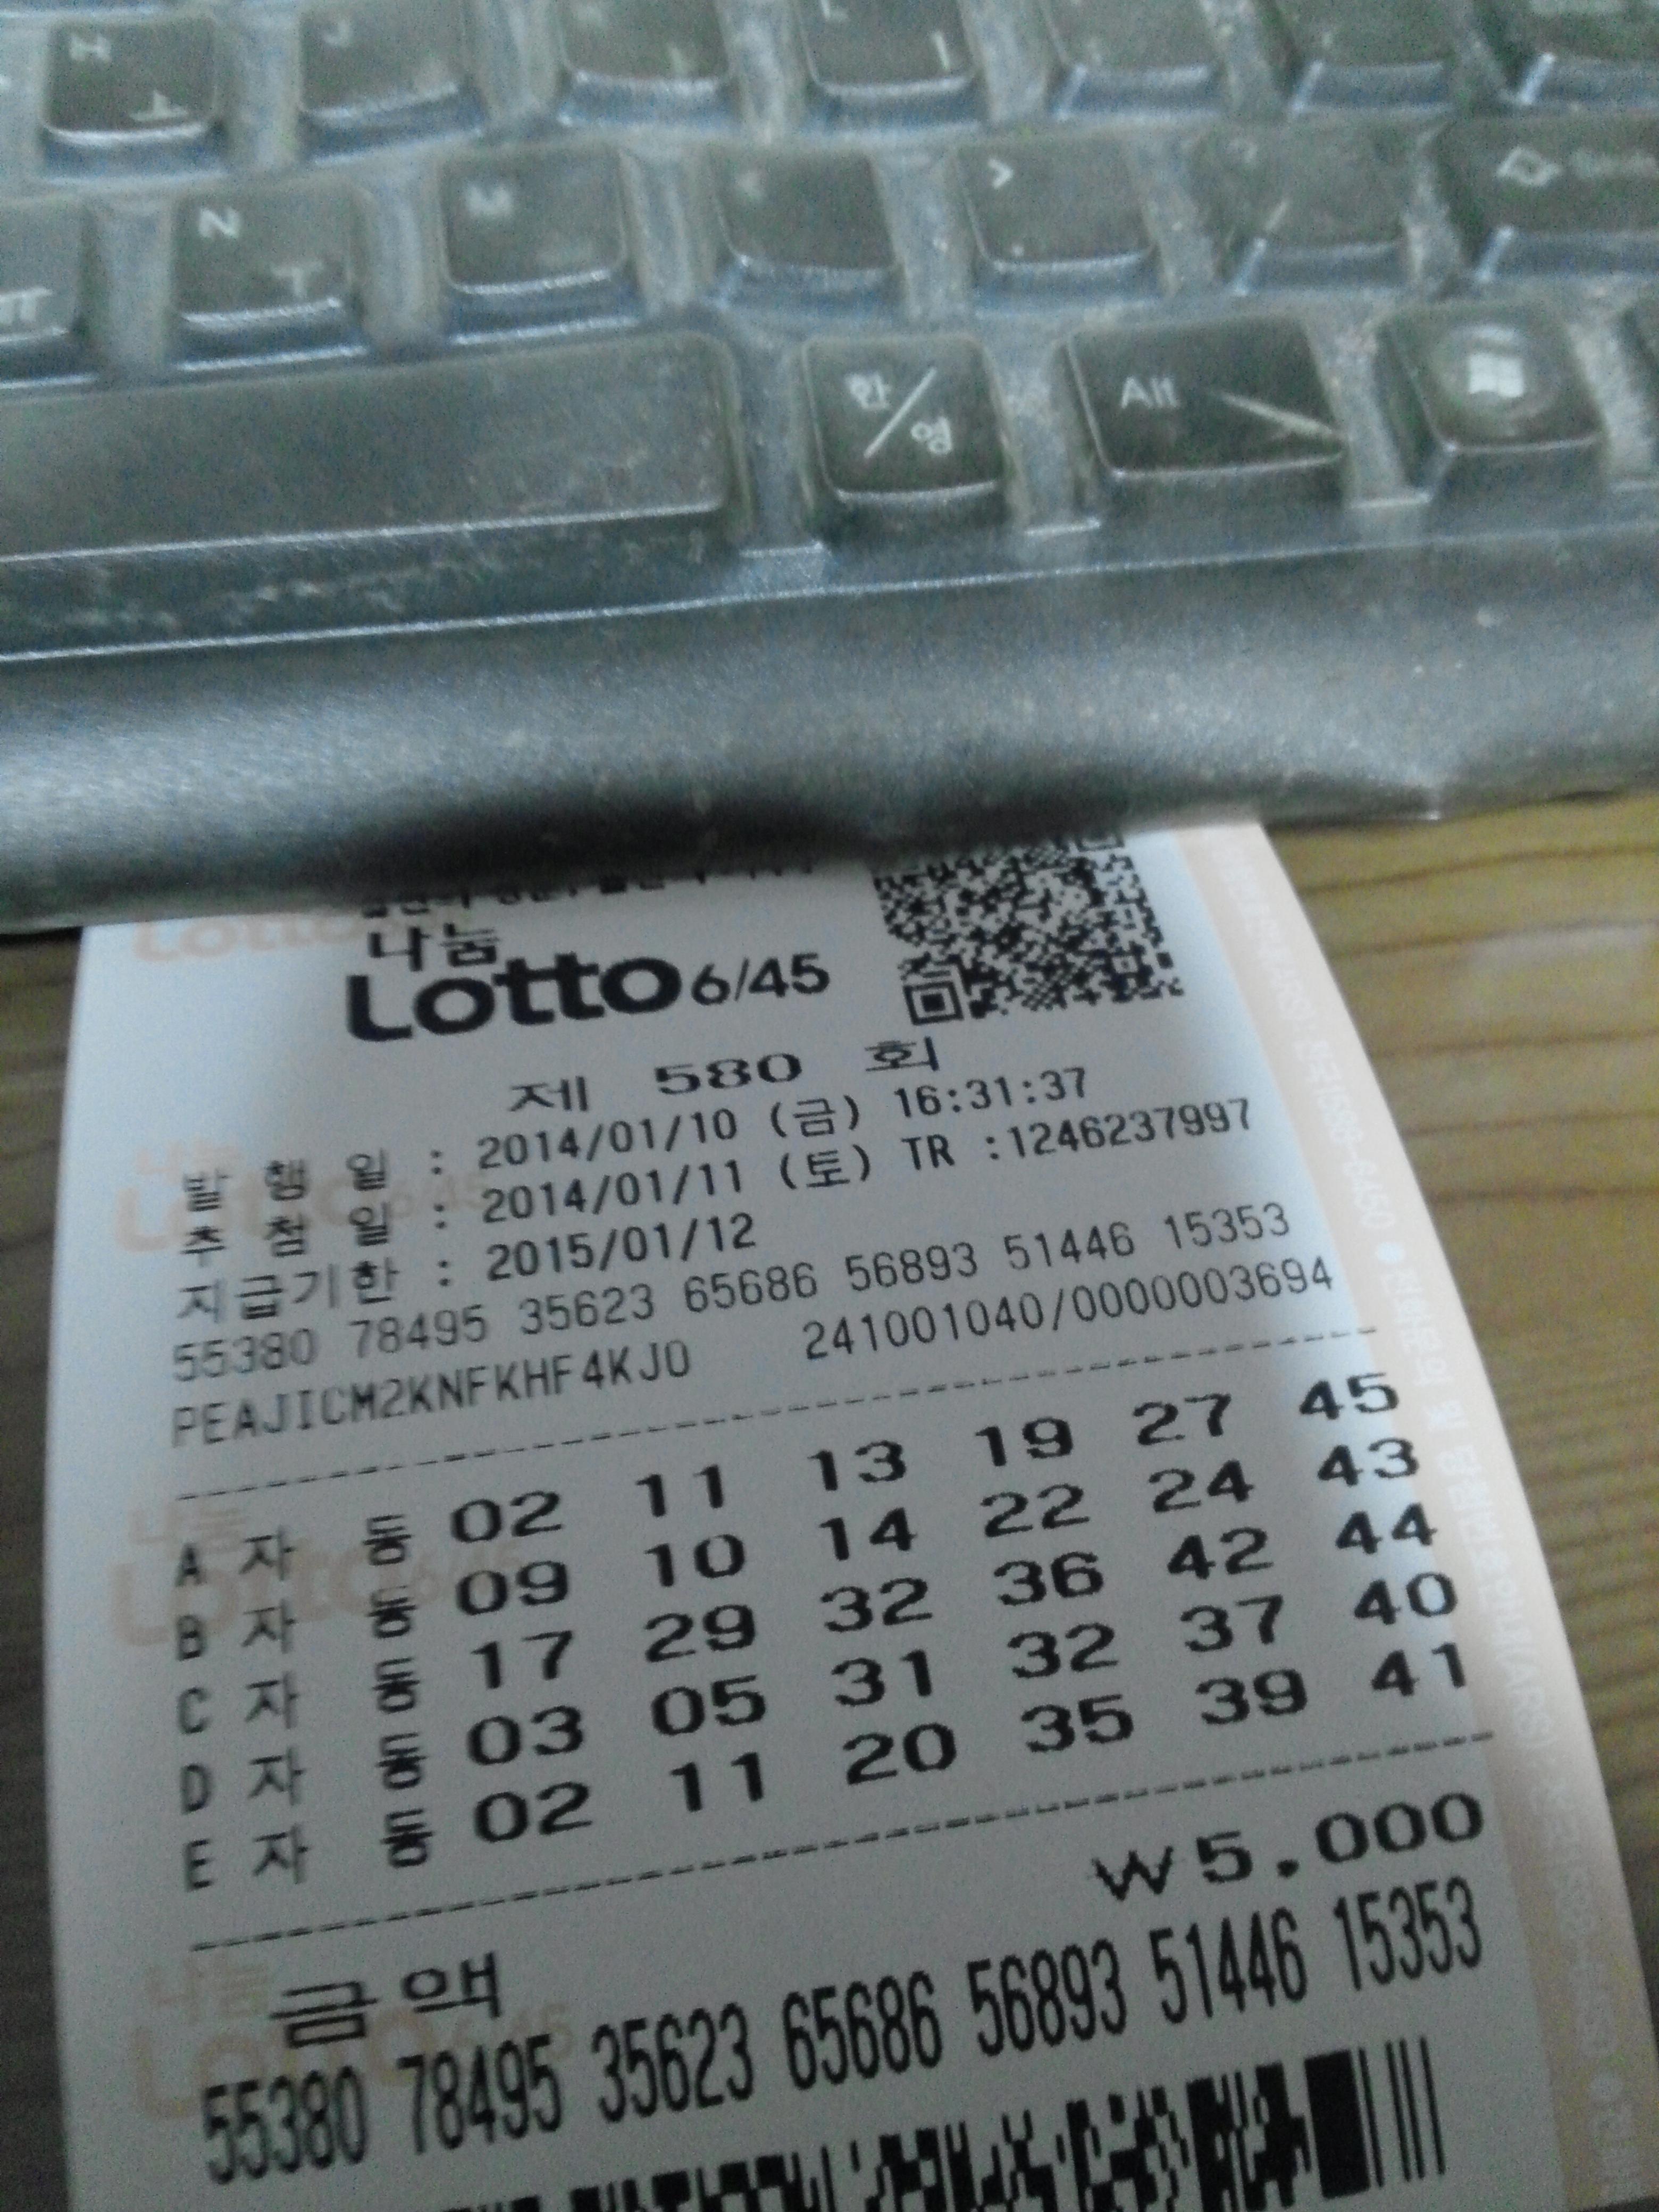 H ㅗ J L ㅣ
N ㅜ M < > . ?
한/영 Alt
나눔
Lotto 6/45
제 580 회
발 행 일 : 2014/01/10 (금) 16:31:37
추 첨 일 : 2014/01/11 (토) TR :1246237997
지급기한 : 2015/01/12
55380 78495 35623 65686 56893 51446 15353
PEAJICM2KNFKHF4KJO 241001040/0000003694
A 자 동 02 11 13 19 27 45
B 자 동 09 10 14 22 24 43
C 자 동 17 29 32 36 42 44
D 자 동 03 05 31 32 37 40
E 자 동 02 11 20 35 39 41
금액 ₩5.000
55380 78495 35623 65686 56893 51446 15353